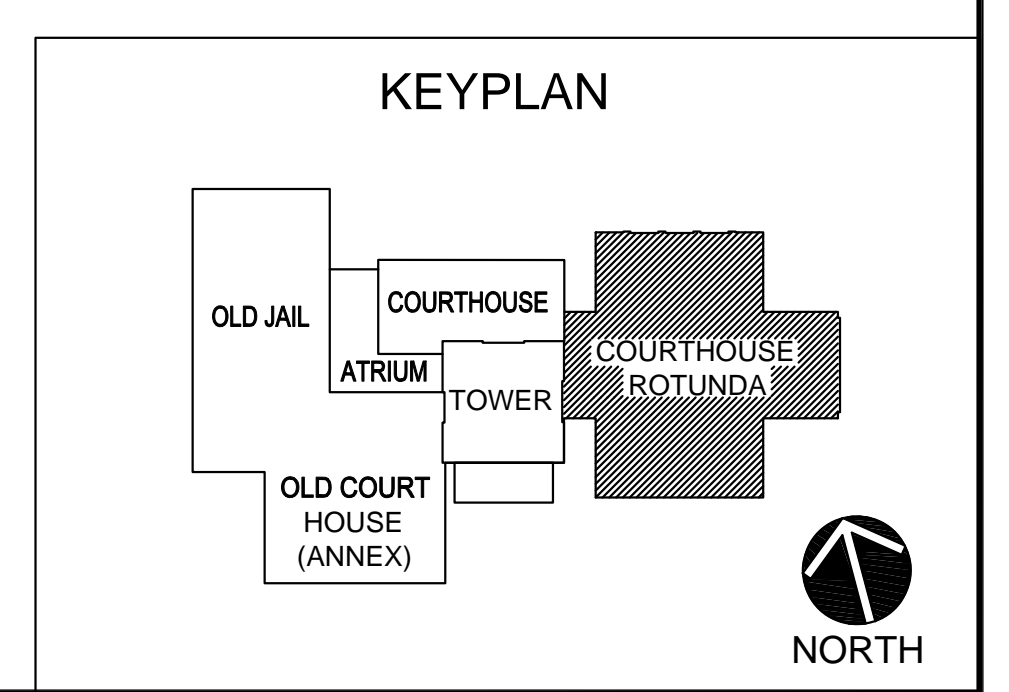 KEYPLAN
OLD JAIL
COURTHOUSE
ATRIUM
TOWER
COURTHOUSE
ROTUNDA
OLD COURT
HOUSE
(ANNEX)
NORTH